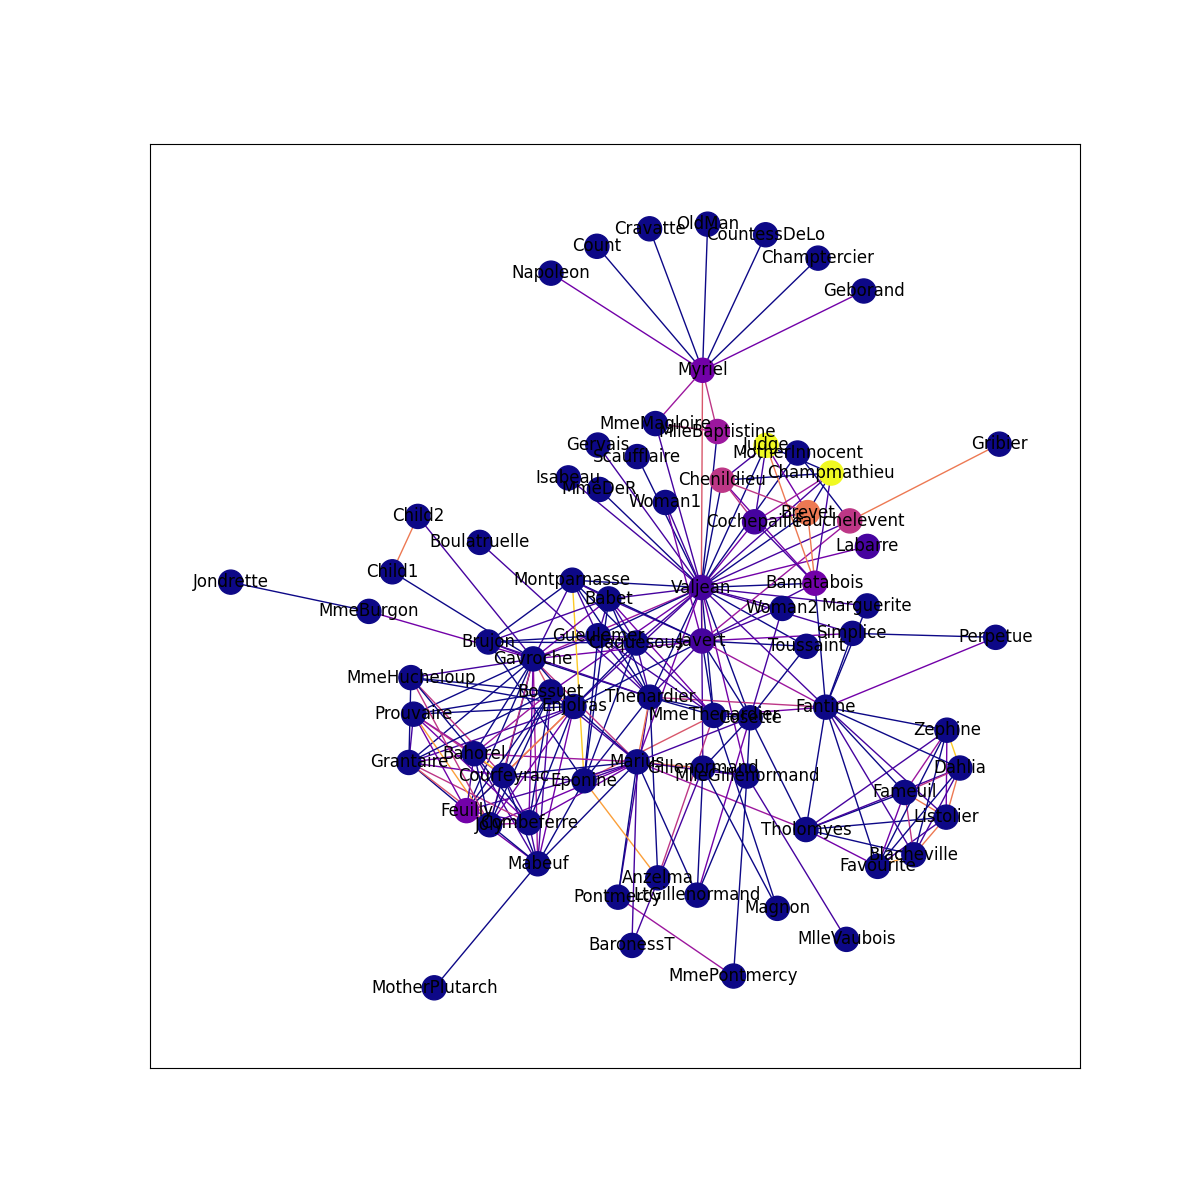 OldMan
Cravatte
CountessDeLo
Count
Champtercier
Napoleon
Geborand
Myriel
MmeMagloire
MlleBaptistine
Judge
Gervais
Gribier
MotherInnocent
Scaufflaire
Champmathieu
Isabeau
Chenildieu
MmeDeR
Woman1
Brevet
Child2
Cochepaille
Fauchelevent
Boulatruelle
Labarre
Child1
Montparnasse
Jondrette
Bamatabois
Valjean
Babet
Marguerite
Woman2
MmeBurgon
Simplice
Gueulemer
Perpetue
Brujon
Javert
Claquesous
Toussaint
Gavroche
MmeHucheloup
Bossuet
Thenardier
Enjolras
Fantine
Prouvaire
MmeThenardier
Cosette
Zephine
Bahorel
Grantaire
Marius
Gillenormand
Dahlia
Courfeyrac
MlleGillenormand
Eponine
Fameuil
Feuilly
Listolier
Joly
Combeferre
Tholomyes
Blacheville
Mabeuf
Favourite
Anzelma
Pontmercy
LtGillenormand
Magnon
MlleVaubois
BaronessT
MmePontmercy
MotherPlutarch